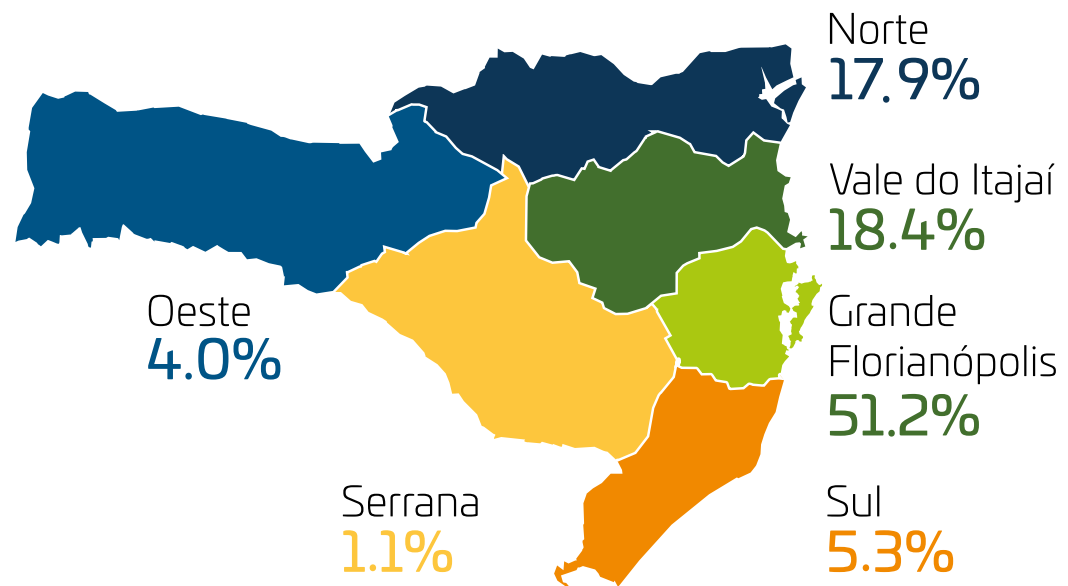 Norte
17.9%
Vale do Itajaí
18.4%
Oeste
4.0%
Grande
Florianópolis
51.2%
Serrana
1.1%
Sul
5.3%